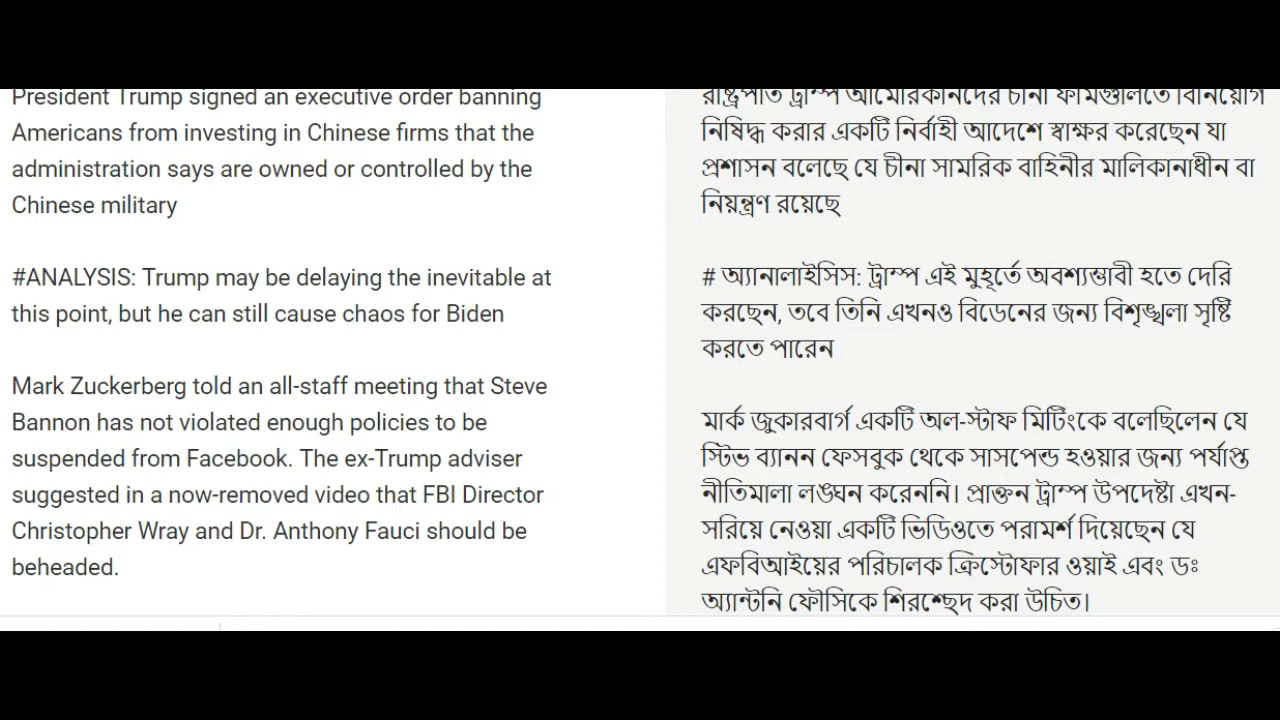 President Trump signed an executive order banning
Americans from investing in Chinese firms that the
administration says are owned or controlled by the
Chinese military
#ANALYSIS: Trump may be delaying the inevitable at
this point, but he can still cause chaos for Biden
Mark Zuckerberg told an all-staff meeting that Steve
Bannon has not violated enough policies to be
suspended from Facebook. The ex-Trump adviser
suggested in a now-removed video that FBI Director
Christopher Wray and Dr. Anthony Fauci should be
beheaded.
রাষ্ট্রপতি ট্রাম্প আমেরিকানদের চীনা ফার্মগুলিতে বিনিয়োগ
নিষিদ্ধ করার একটি নির্বাহী আদেশে স্বাক্ষর করেছেন যা
প্রশাসন বলেছে যে চীনা সামরিক বাহিনীর মালিকানাধীন বা
নিয়ন্ত্রণ রয়েছে
# অ্যানালাইসিস: ট্রাম্প এই মুহূর্তে অবশ্যম্ভাবী হতে দেরি
করছেন, তবে তিনি এখনও বিডেনের জন্য বিশৃঙ্খলা সৃষ্টি
করতে পারেন
মার্ক জুকারবার্গ একটি অল-স্টাফ মিটিংকে বলেছিলেন যে
স্টিভ ব্যানন ফেসবুক থেকে সাসপেন্ড হওয়ার জন্য পর্যাপ্ত
নীতিমালা লঙ্ঘন করেননি। প্রাক্তন ট্রাম্প উপদেষ্টা এখন-
সরিয়ে নেওয়া একটি ভিডিওতে পরামর্শ দিয়েছেন যে
এফবিআইয়ের পরিচালক ক্রিস্টোফার ওয়াই এবং ডঃ
অ্যান্টনি ফৌসিকে শিরশ্ছেদ করা উচিত।